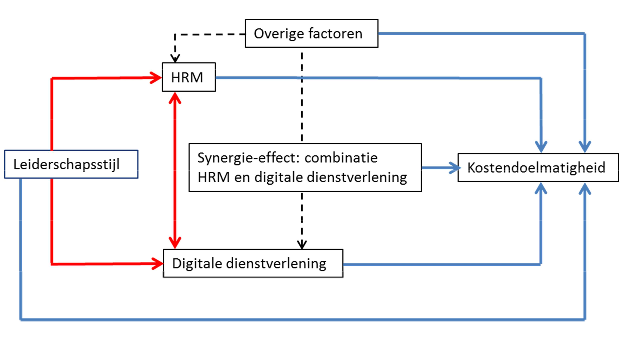 Overige factoren
HRM
Leiderschapsstijl
Synergie-effect: combinatie
HRM en digitale dienstverlening
Kostendoelmatigheid
Digitale dienstverlening